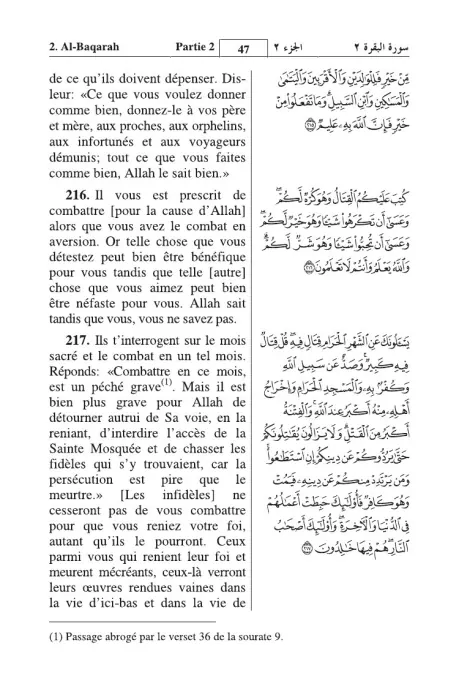 2. Al-Baqarah Partie 2 47 الجزء ٢ سورة البقرة ٢
de ce qu'ils doivent dépenser. Dis-
leur: «Ce que vous voulez donner
comme bien, donnez-le à vos père
et mère, aux proches, aux orphelins,
aux infortunés et aux voyageurs
démunis; tout ce que vous faites
comme bien, Allah le sait bien.»
216. Il vous est prescrit de
combattre [pour la cause d'Allah]
alors que vous avez le combat en
aversion. Or telle chose que vous
détestez peut bien être bénéfique
pour vous tandis que telle [autre]
chose que vous aimez peut bien
être néfaste pour vous. Allah sait
tandis que vous, vous ne savez pas.
217. Ils t'interrogent sur le mois
sacré et le combat en un tel mois.
Réponds: «Combattre en ce mois,
est un péché grave(1). Mais il est
bien plus grave pour Allah de
détourner autrui de Sa voie, en la
reniant, d'interdire l'accès de la
Sainte Mosquée et de chasser les
fidèles qui s'y trouvaient, car la
persécution est pire que le
meurtre.» [Les infidèles] ne
cesseront pas de vous combattre
pour que vous reniez votre foi,
autant qu'ils le pourront. Ceux
parmi vous qui renient leur foi et
meurent mécréants, ceux-là verront
leurs œuvres rendues vaines dans
la vie d'ici-bas et dans la vie de
مِّنْ خَيْرٍ فَلِلْوَٰلِدَيْنِ وَٱلْأَقْرَبِينَ وَٱلْيَتَٰمَىٰ
وَٱلْمَسَٰكِينِ وَٱبْنِ ٱلسَّبِيلِ ۗ وَمَا تَفْعَلُوا۟ مِنْ
خَيْرٍ فَإِنَّ ٱللَّهَ بِهِۦ عَلِيمٌ ٢١٥
كُتِبَ عَلَيْكُمُ ٱلْقِتَالُ وَهُوَ كُرْهٌ لَّكُمْ ۖ
وَعَسَىٰٓ أَن تَكْرَهُوا۟ شَيْـًٔا وَهُوَ خَيْرٌ لَّكُمْ ۖ
وَعَسَىٰٓ أَن تُحِبُّوا۟ شَيْـًٔا وَهُوَ شَرٌّ لَّكُمْ ۗ
وَٱللَّهُ يَعْلَمُ وَأَنتُمْ لَا تَعْلَمُونَ ٢١٦
يَسْـَٔلُونَكَ عَنِ ٱلشَّهْرِ ٱلْحَرَامِ قِتَالٍ فِيهِ ۖ قُلْ قِتَالٌ
فِيهِ كَبِيرٌ ۖ وَصَدٌّ عَن سَبِيلِ ٱللَّهِ
وَكُفْرٌۢ بِهِۦ وَٱلْمَسْجِدِ ٱلْحَرَامِ وَإِخْرَاجُ
أَهْلِهِۦ مِنْهُ أَكْبَرُ عِندَ ٱللَّهِ ۚ وَٱلْفِتْنَةُ
أَكْبَرُ مِنَ ٱلْقَتْلِ ۗ وَلَا يَزَالُونَ يُقَٰتِلُونَكُمْ
حَتَّىٰ يَرُدُّوكُمْ عَن دِينِكُمْ إِنِ ٱسْتَطَٰعُوا۟ ۚ
وَمَن يَرْتَدِدْ مِنكُمْ عَن دِينِهِۦ فَيَمُتْ
وَهُوَ كَافِرٌ فَأُو۟لَٰٓئِكَ حَبِطَتْ أَعْمَٰلُهُمْ
فِى ٱلدُّنْيَا وَٱلْـَٔاخِرَةِ ۖ وَأُو۟لَٰٓئِكَ أَصْحَٰبُ
ٱلنَّارِ ۖ هُمْ فِيهَا خَٰلِدُونَ ٢١٧
(1) Passage abrogé par le verset 36 de la sourate 9.